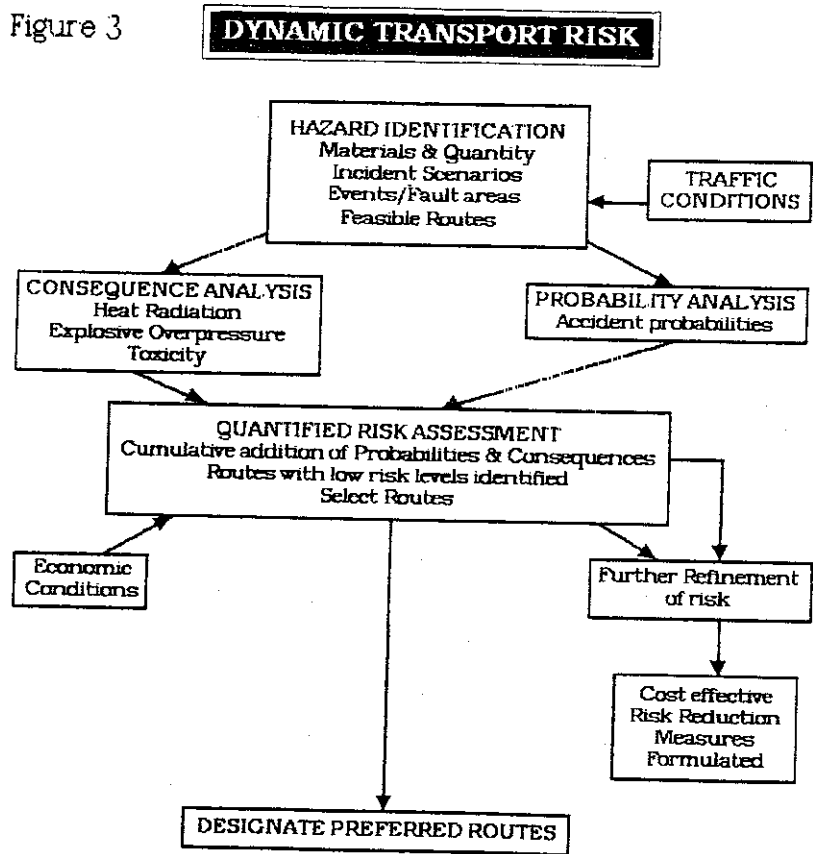 Figure 3
DYNAMIC TRANSPORT RISK
HAZARD IDENTIFICATION
Materials & Quantity
Incident Scenarios
Events/Fault areas
Feasible Routes
TRAFFIC
CONDITIONS
CONSEQUENCE ANALYSIS
Heat Radiation
Explosive Overpressure
Toxicity
PROBABILITY ANALYSIS
Accident probabilities
QUANTIFIED RISK ASSESSMENT
Cumulative addition of Probabilities & Consequences
Routes with low risk levels identified
Select Routes
Economic
Conditions
Further Refinement
of risk
Cost effective
Risk Reduction
Measures
Formulated
DESIGNATE PREFERRED ROUTES